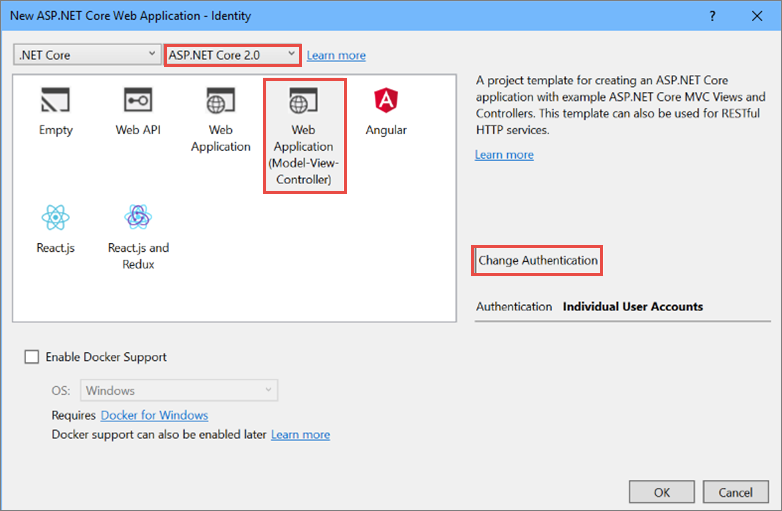 New ASP.NET Core Web Application - Identity
.NET Core ASP.NET Core 2.0 Learn more
Empty
Web API
Web
Application
Web
Application
(Model-View-
Controller)
Angular
React.js
React.js and
Redux
A project template for creating an ASP.NET Core
application with example ASP.NET Core MVC Views and
Controllers. This template can also be used for RESTful
HTTP services.
Learn more
Change Authentication
Authentication Individual User Accounts
Enable Docker Support
OS: Windows
Requires Docker for Windows
Docker support can also be enabled later Learn more
OK Cancel